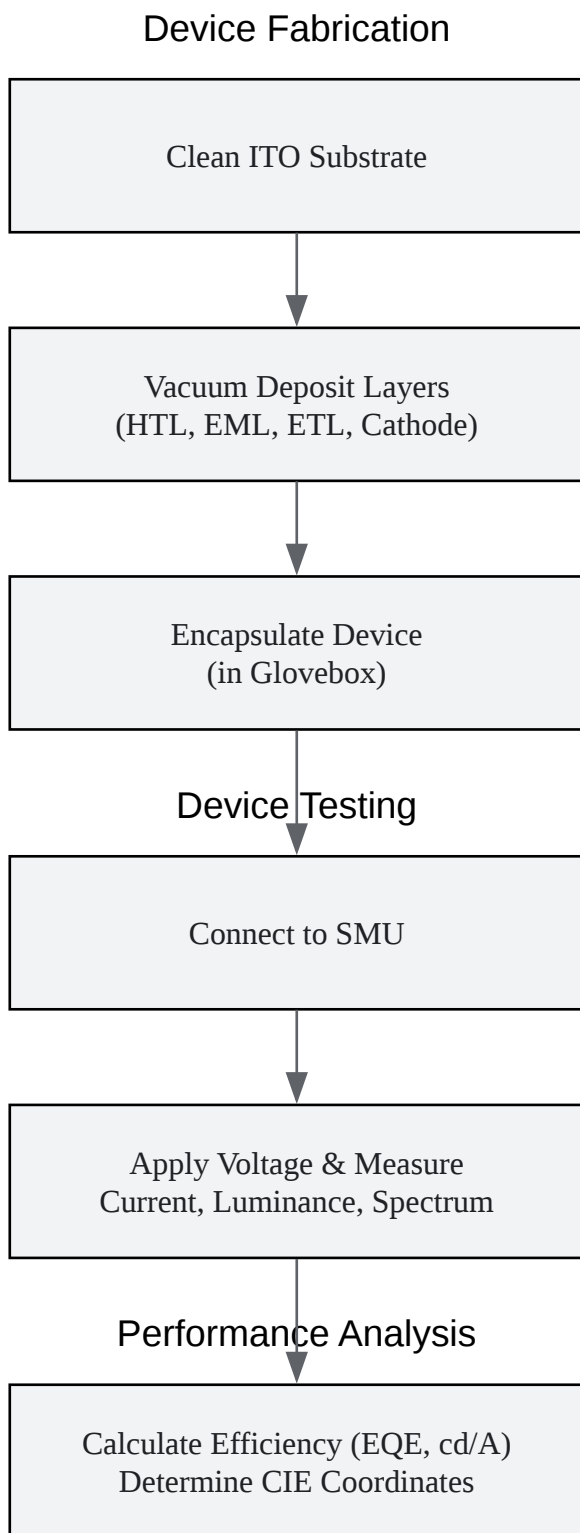 Device Fabrication
Clean ITO Substrate
Vacuum Deposit Layers
(HTL, EML, ETL, Cathode)
Encapsulate Device
(in Glovebox)
Device Testing
Connect to SMU
Apply Voltage & Measure
Current, Luminance, Spectrum
Performance Analysis
Calculate Efficiency (EQE, cd/A)
Determine CIE Coordinates